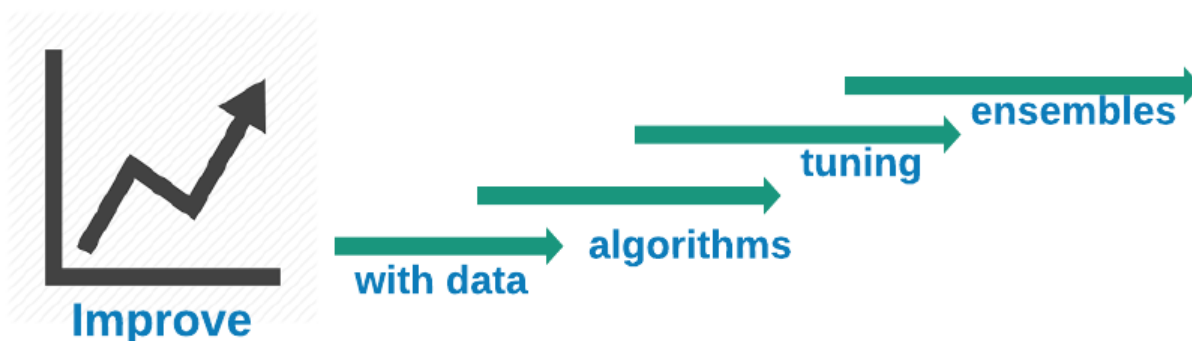 Improve
with data
algorithms
tuning
ensembles